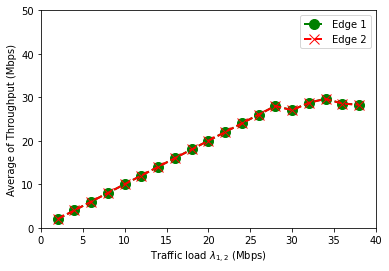 50
40
30
20
10
0
Average of Throughput (Mbps)
Edge 1
Edge 2
0 5 10 15 20 25 30 35 40
Traffic load λ1, 2 (Mbps)